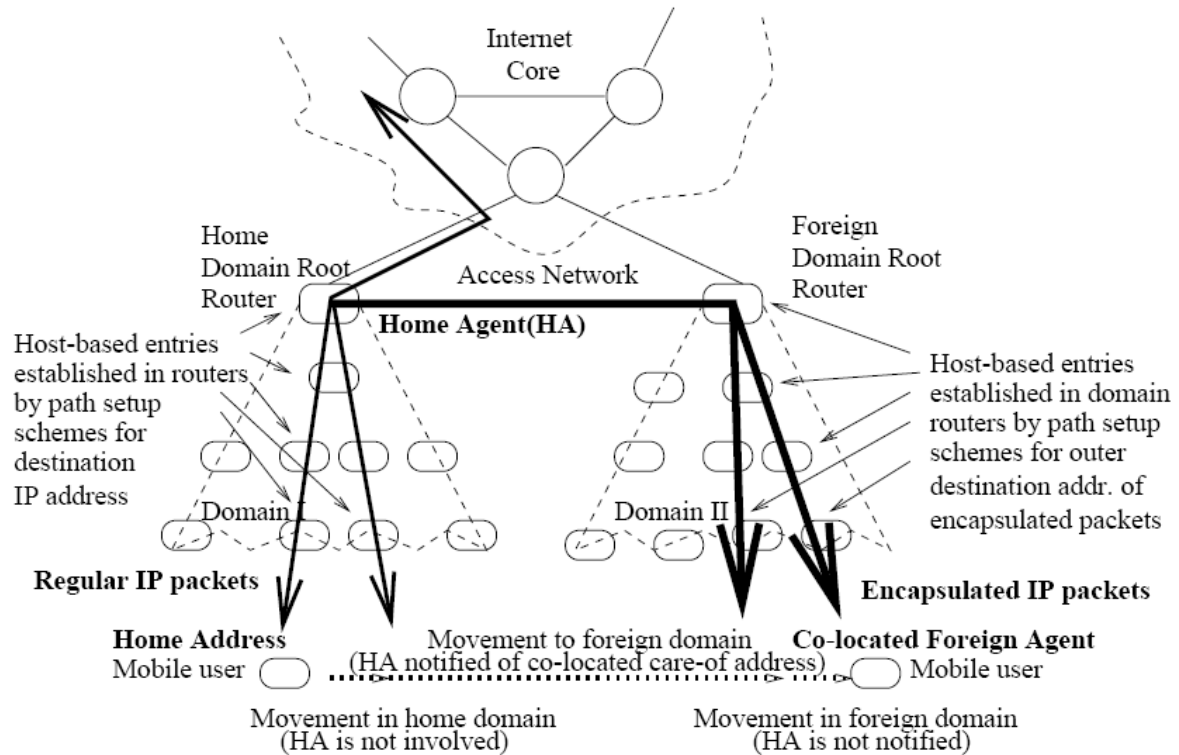 Internet
Core
Home
Domain Root
Router
Foreign
Domain Root
Router
Access Network
Home Agent(HA)
Host-based entries
established in routers
by path setup
schemes for
destination
IP address
Host-based entries
established in domain
routers by path setup
schemes for outer
destination addr. of
encapsulated packets
Domain I
Domain II
Regular IP packets
Encapsulated IP packets
Home Address
Mobile user
Movement to foreign domain
(HA notified of co-located care-of address)
Co-located Foreign Agent
Mobile user
Movement in home domain
(HA is not involved)
Movement in foreign domain
(HA is not notified)